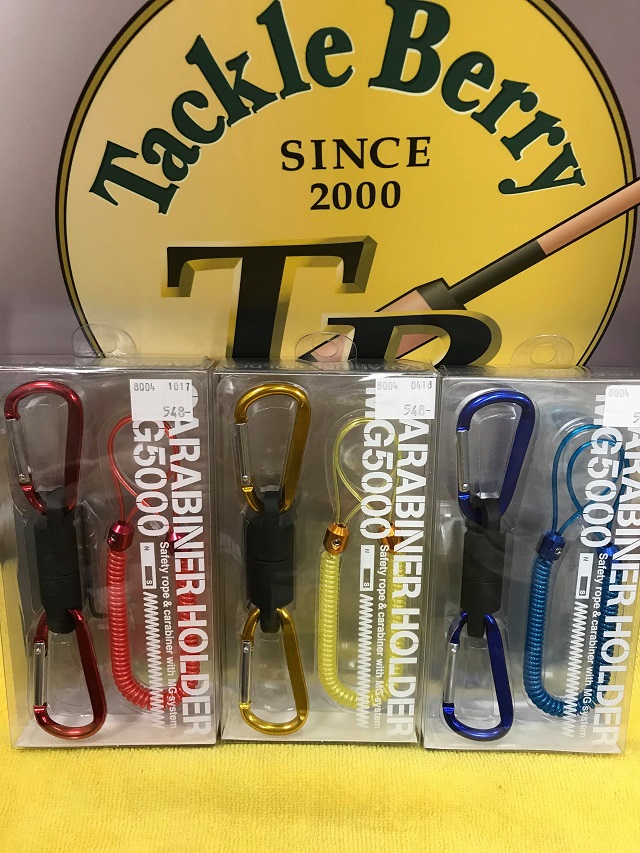 Tackle Berry
SINCE
2000
TB
8004 1017
548-
CARABINER HOLDER
MG5000
Safety rope & carabiner with MG system
N S
8004 0418
548-
CARABINER HOLDER
MG5000
Safety rope & carabiner with MG system
N S
8004
CARABINER HOLDER
MG5000
Safety rope & carabiner with MG system
N S